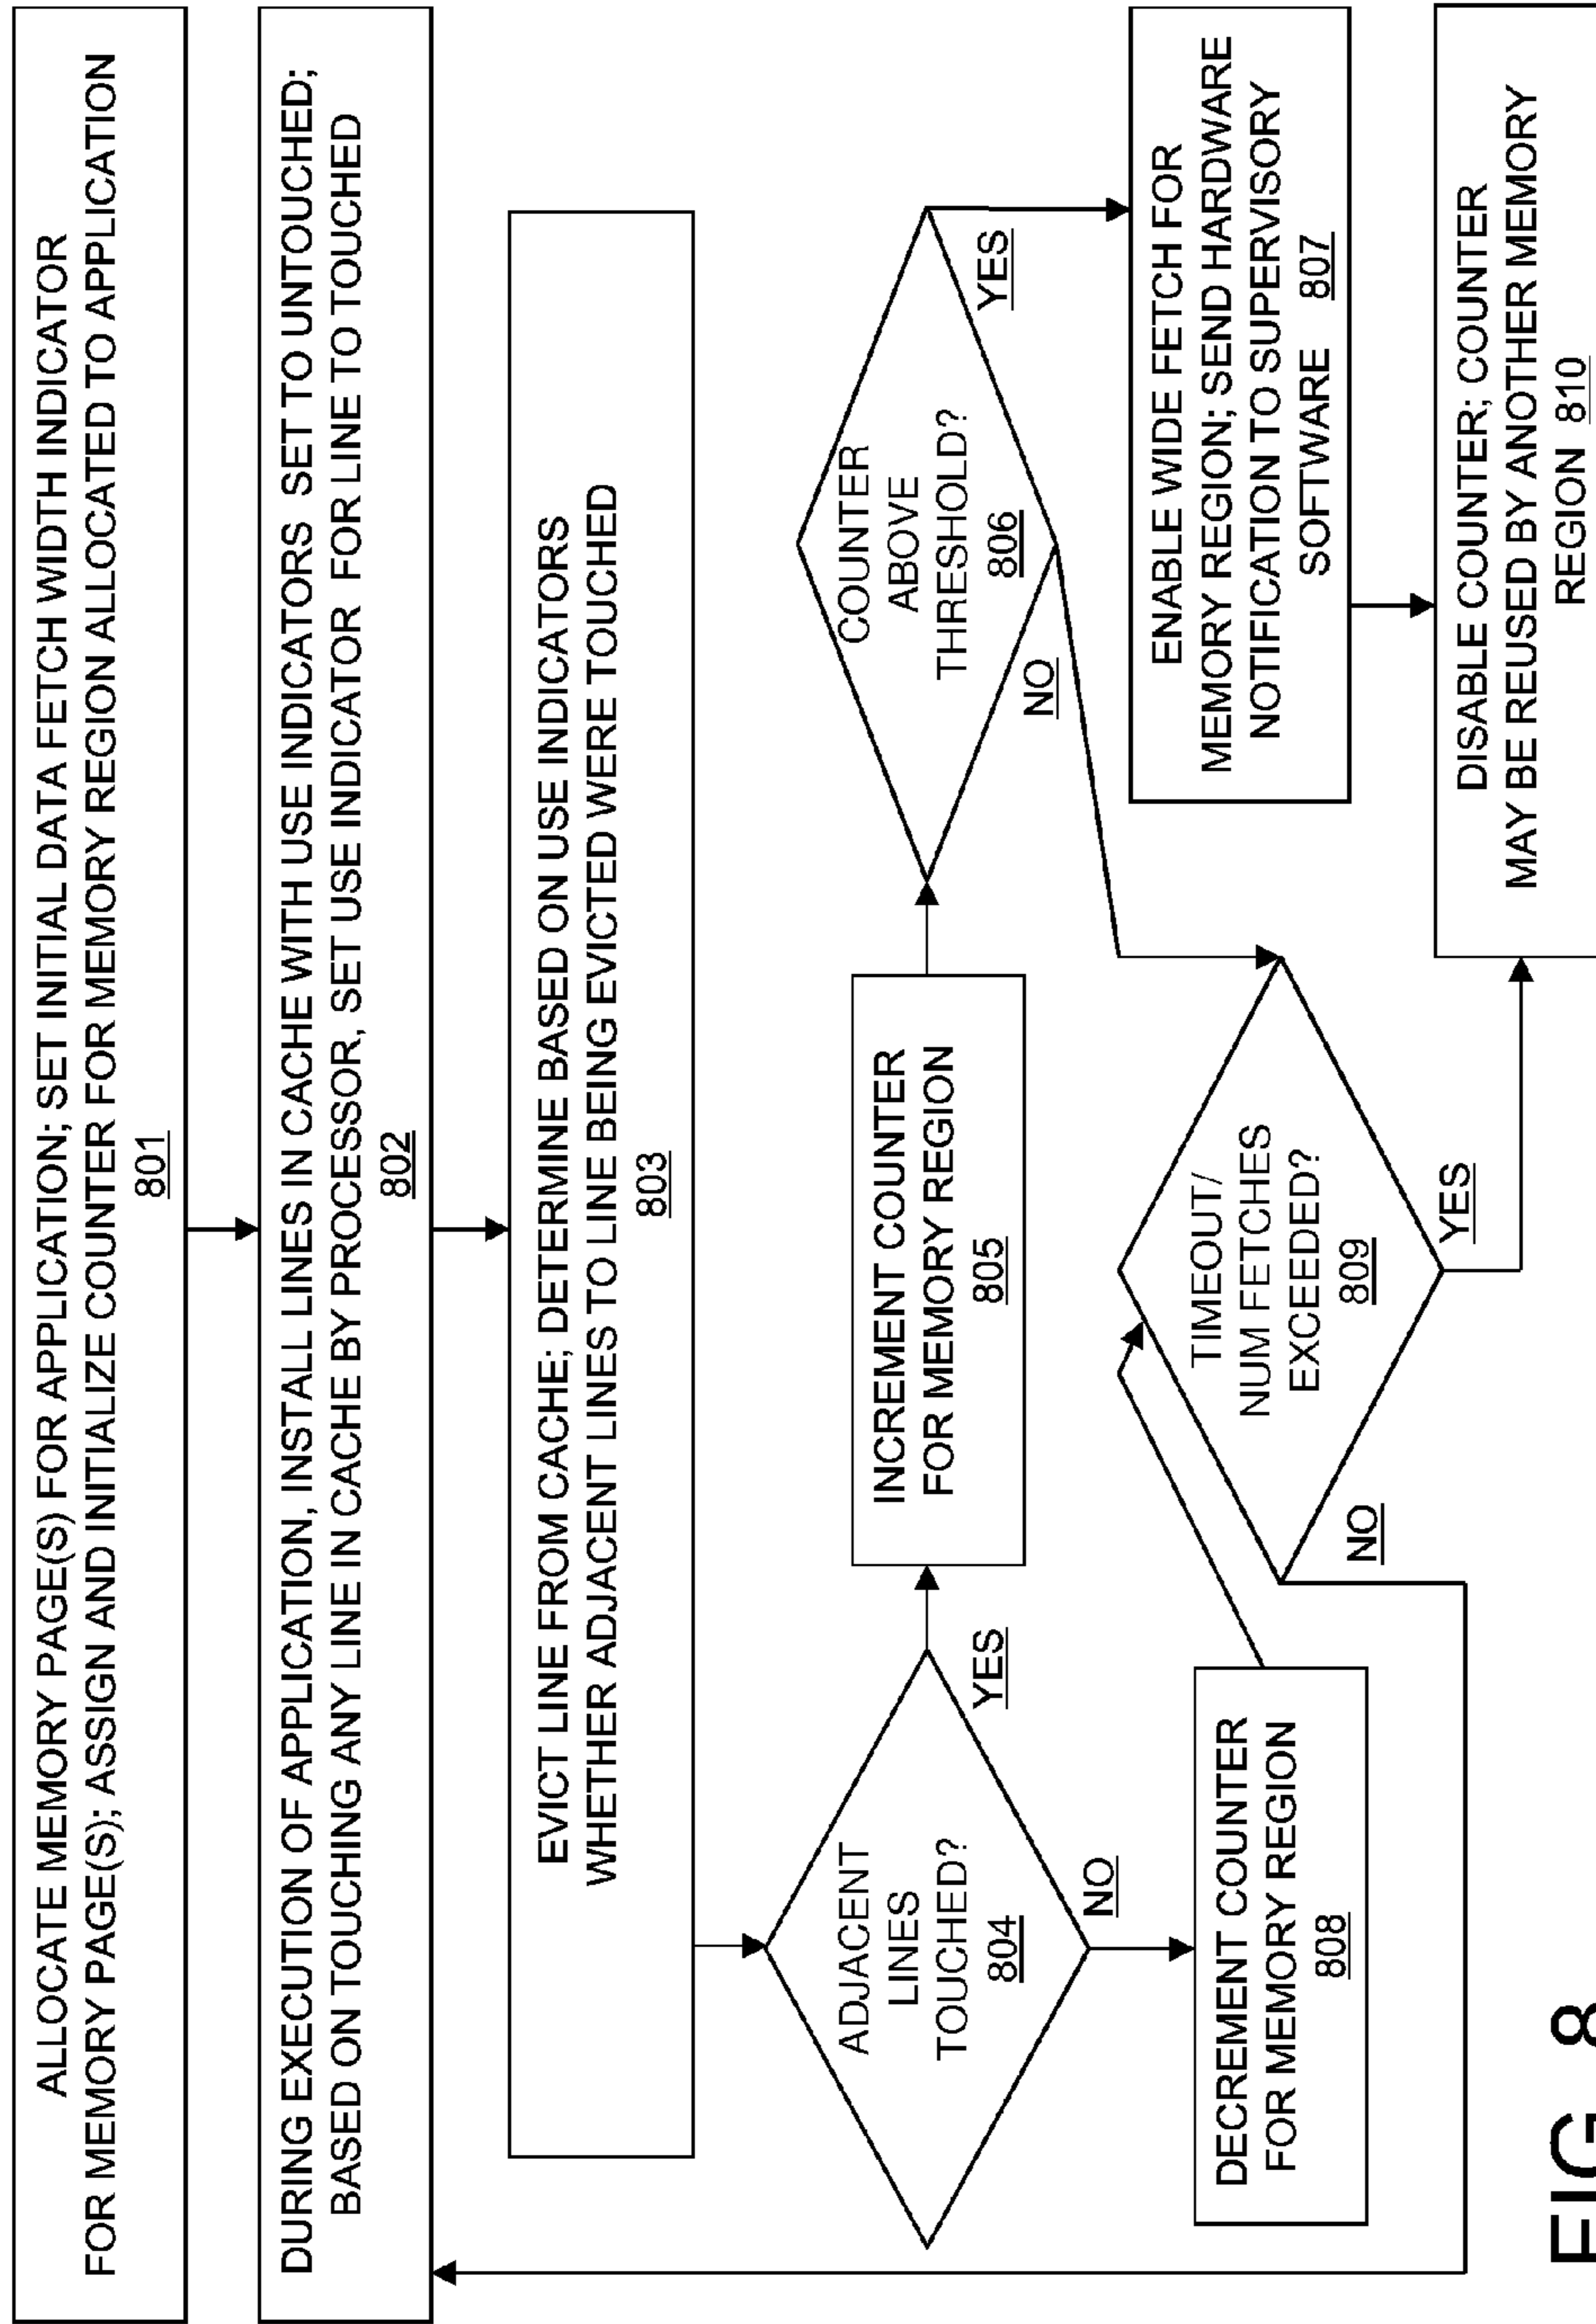 ALLOCATE MEMORY PAGE(S) FOR APPLICATION; SET INITIAL DATA FETCH WIDTH INDICATOR
FOR MEMORY PAGE(S); ASSIGN AND INITIALIZE COUNTER FOR MEMORY REGION ALLOCATED TO APPLICATION
801
DURING EXECUTION OF APPLICATION, INSTALL LINES IN CACHE WITH USE INDICATORS SET TO UNTOUCHED;
BASED ON TOUCHING ANY LINE IN CACHE BY PROCESSOR, SET USE INDICATOR FOR LINE TO TOUCHED
802
EVICT LINE FROM CACHE; DETERMINE BASED ON USE INDICATORS
WHETHER ADJACENT LINES TO LINE BEING EVICTED WERE TOUCHED
803
ADJACENT
LINES
TOUCHED?
804
YES
NO
INCREMENT COUNTER
FOR MEMORY REGION
805
COUNTER
ABOVE
THRESHOLD?
806
YES
NO
ENABLE WIDE FETCH FOR
MEMORY REGION; SEND HARDWARE
NOTIFICATION TO SUPERVISORY
SOFTWARE 807
DECREMENT COUNTER
FOR MEMORY REGION
808
TIMEOUT/
NUM FETCHES
EXCEEDED?
809
NO
YES
DISABLE COUNTER; COUNTER
MAY BE REUSED BY ANOTHER MEMORY
REGION 810
FIG. 8